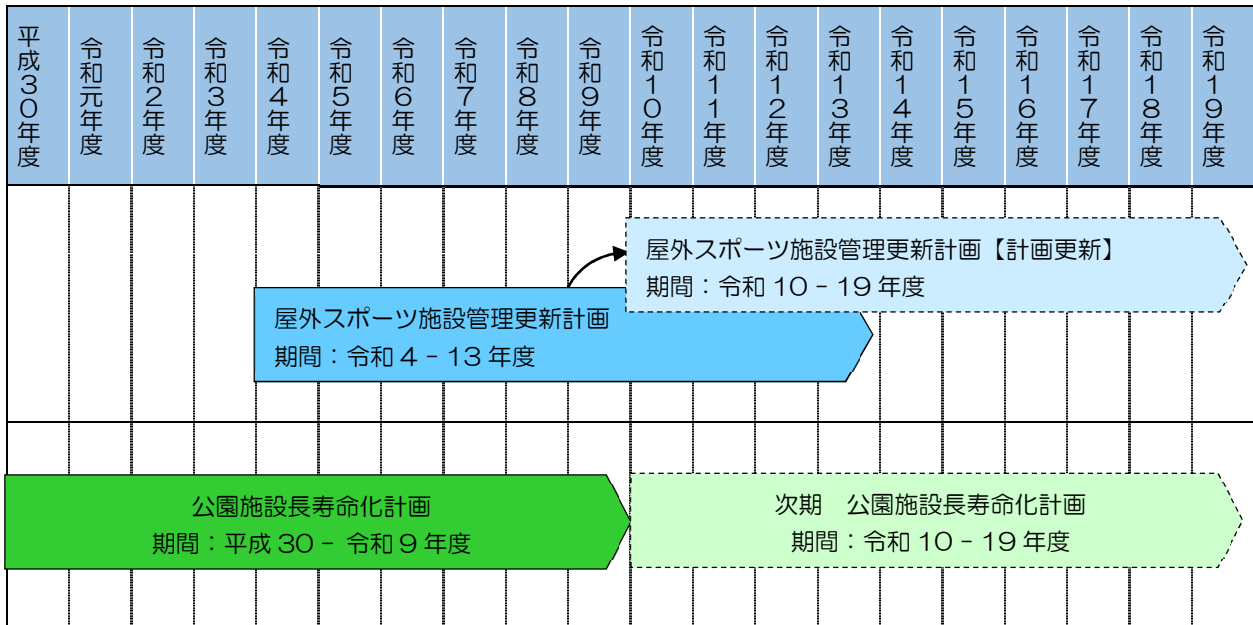 平成30年度
令和元年度
令和2年度
令和3年度
令和4年度
令和5年度
令和6年度
令和7年度
令和8年度
令和9年度
令和10年度
令和11年度
令和12年度
令和13年度
令和14年度
令和15年度
令和16年度
令和17年度
令和18年度
令和19年度
屋外スポーツ施設管理更新計画【計画更新】
期間：令和 10 - 19 年度
屋外スポーツ施設管理更新計画
期間：令和 4 - 13 年度
公園施設長寿命化計画
期間：平成 30 - 令和 9 年度
次期　公園施設長寿命化計画
期間：令和 10 - 19 年度